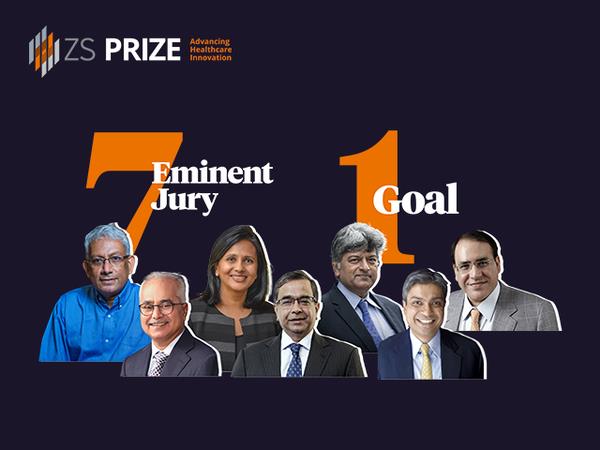 ZS PRIZE
Advancing
Healthcare
Innovation
7
Eminent
Jury
1
Goal